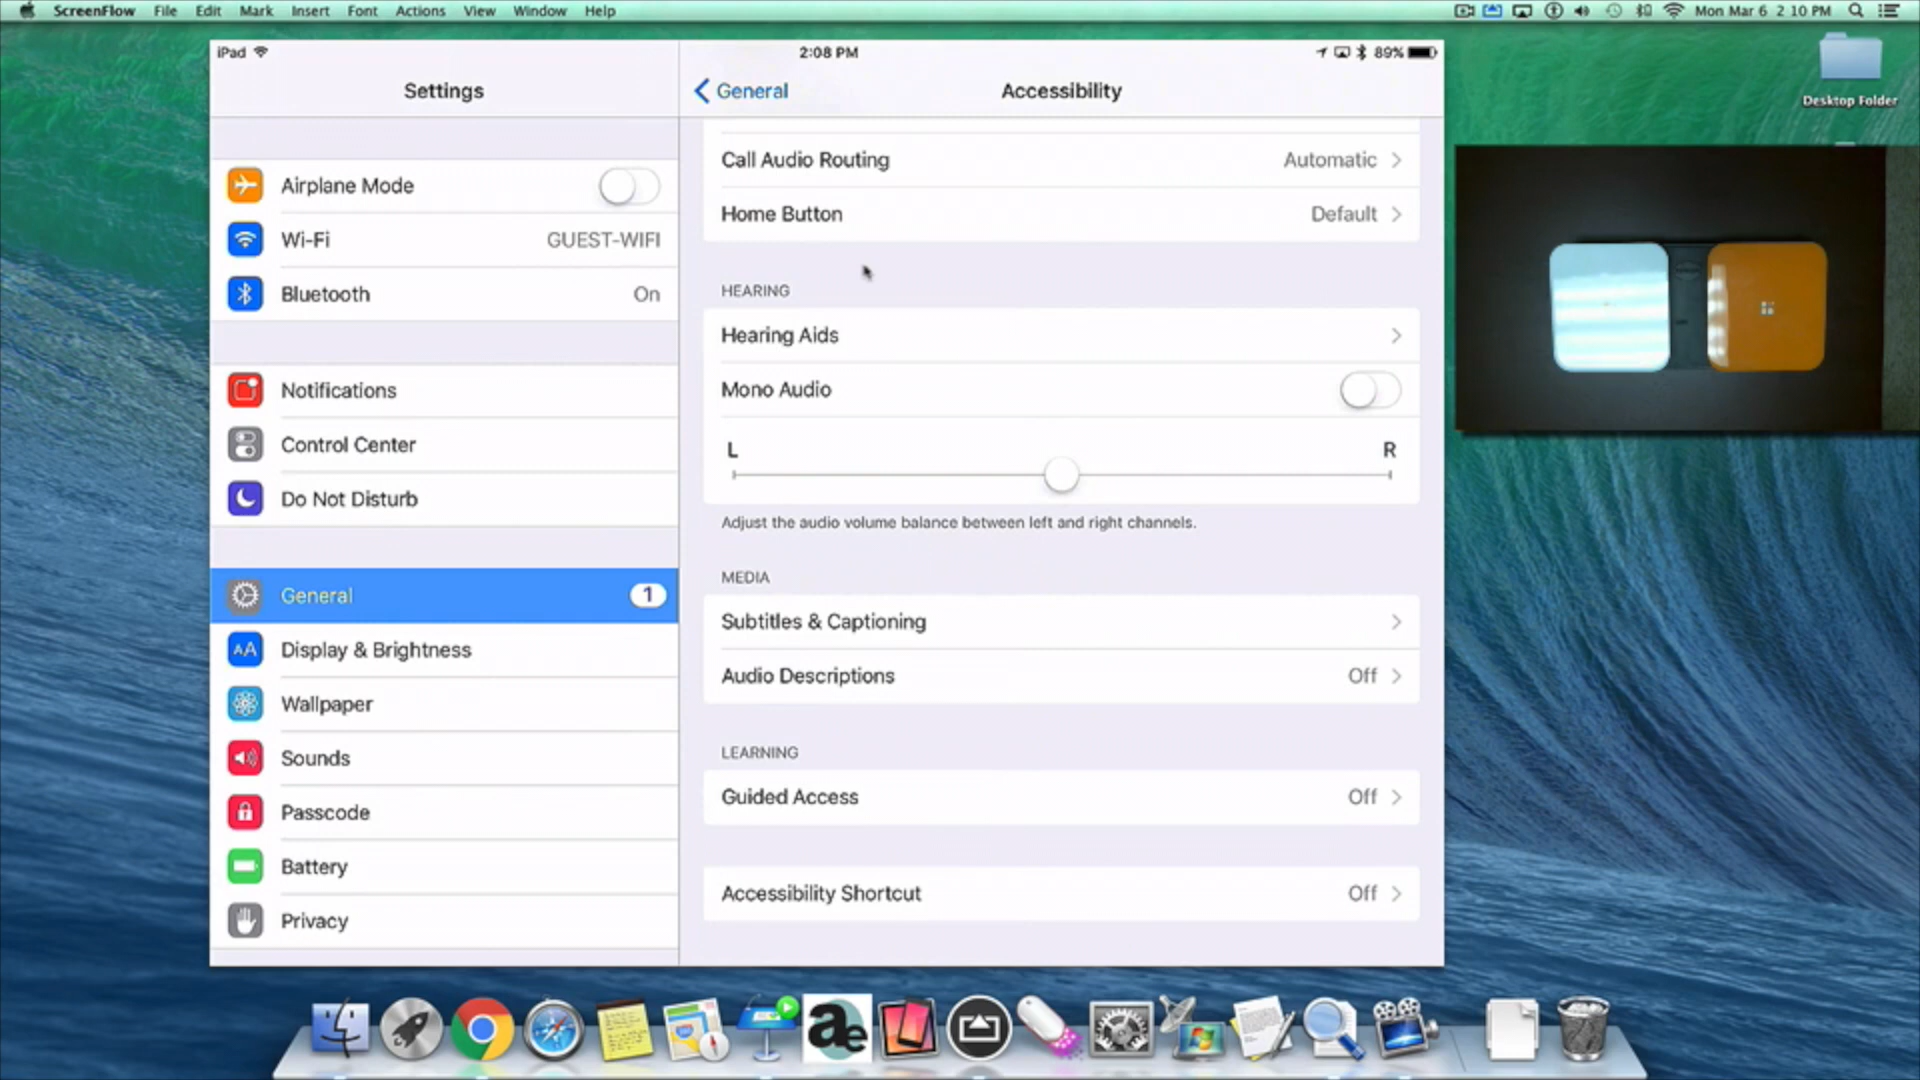 ScreenFlow File Edit Mark Insert Font Actions View Window Help Mon Mar 6 2:10 PM
Desktop Folder
iPad 2:08 PM 89%
Settings
Airplane Mode
Wi-Fi GUEST-WIFI
Bluetooth On
Notifications
Control Center
Do Not Disturb
General 1
AA Display & Brightness
Wallpaper
Sounds
Passcode
Battery
Privacy
General Accessibility
Call Audio Routing Automatic
Home Button Default
HEARING
Hearing Aids
Mono Audio
L R
Adjust the audio volume balance between left and right channels.
MEDIA
Subtitles & Captioning
Audio Descriptions Off
LEARNING
Guided Access Off
Accessibility Shortcut Off
ae